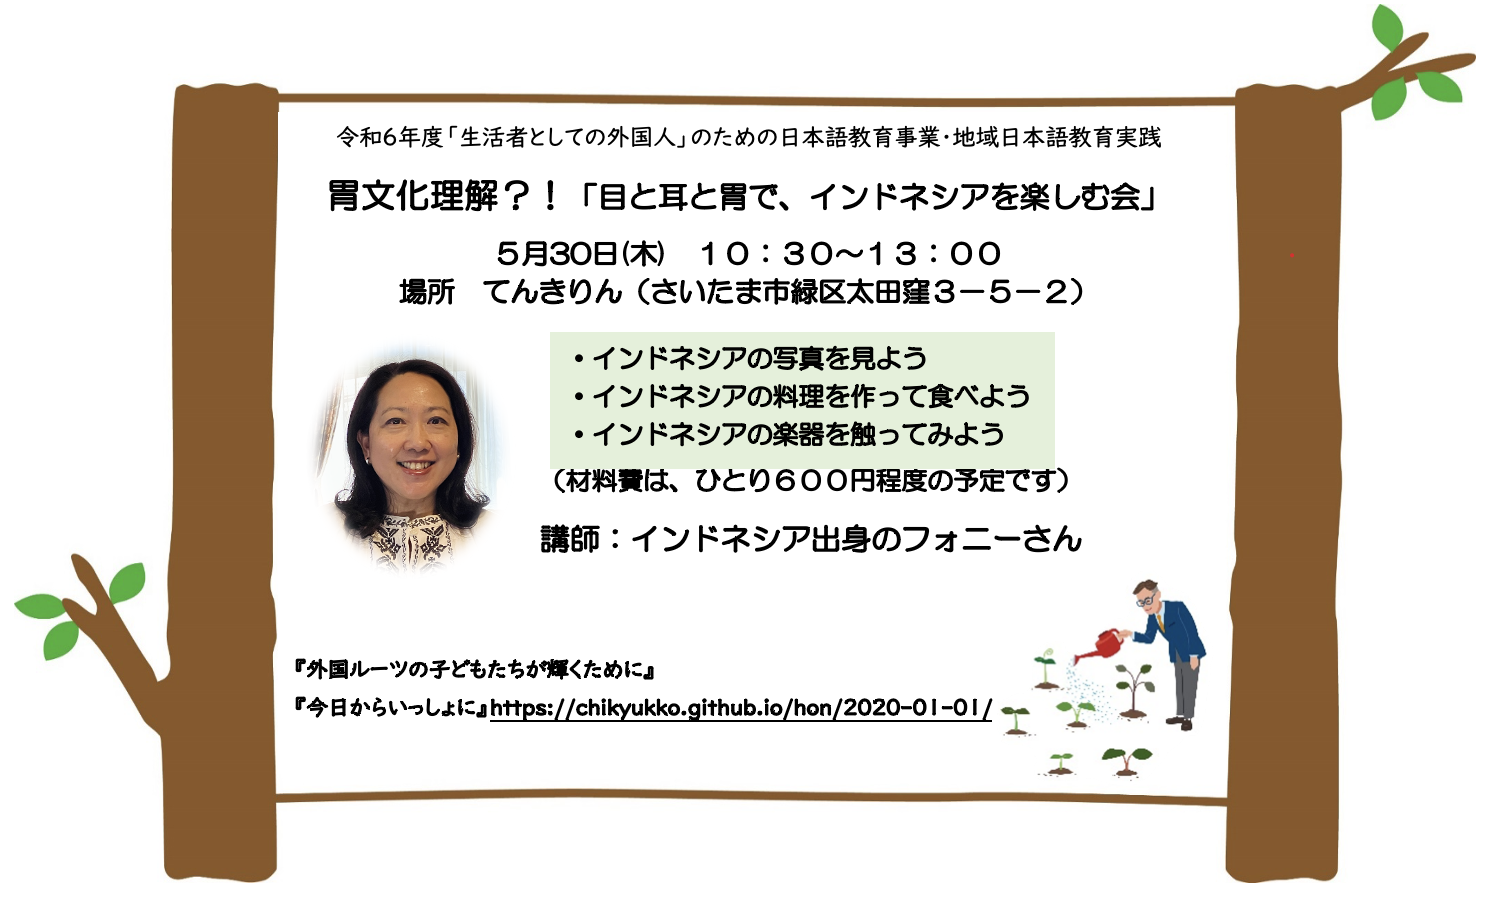 令和６年度「生活者としての外国人」のための日本語教育事業・地域日本語教育実践
胃文化理解？！「目と耳と胃で、インドネシアを楽しむ会」
５月30日(木)　１０：３０～１３：００
場所　てんきりん（さいたま市緑区太田窪３－５－２）
・インドネシアの写真を見よう
・インドネシアの料理を作って食べよう
・インドネシアの楽器を触ってみよう
（材料費は、ひとり６００円程度の予定です）
講師：インドネシア出身のフォニーさん
『外国ルーツの子どもたちが輝くために』
『今日からいっしょに』https://chikyukko.github.io/hon/2020-01-01/